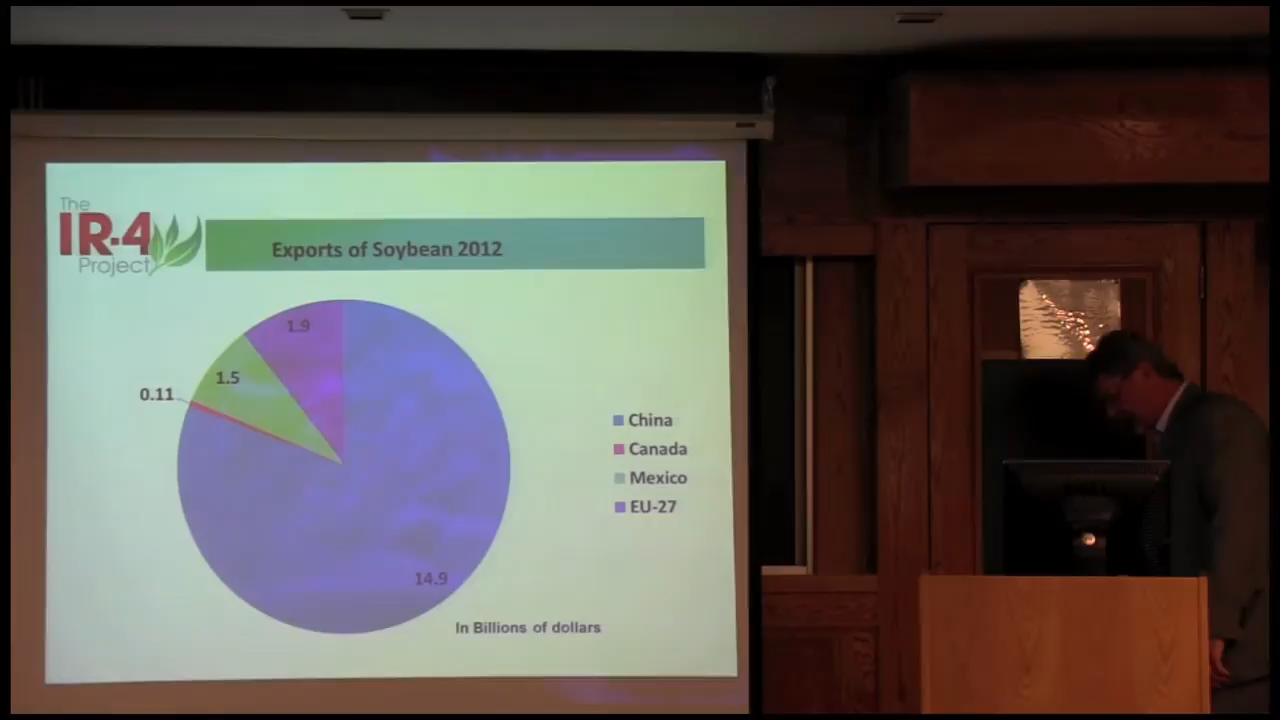 The
IR-4
Project
Exports of Soybean 2012
1.9
1.5
0.11
China
Canada
Mexico
EU-27
14.9
In Billions of dollars